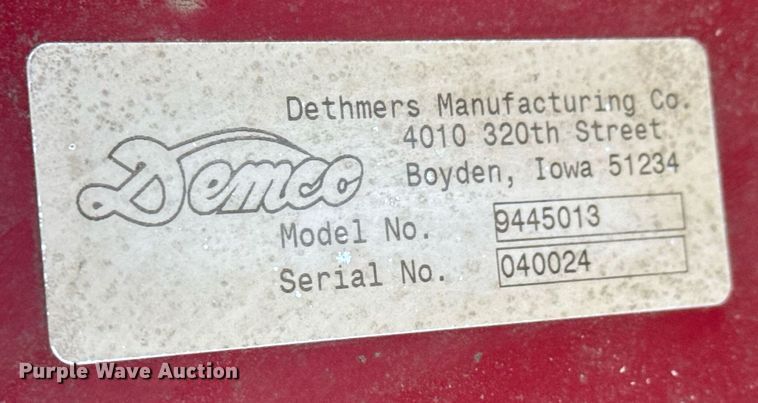 Demco
Dethmers Manufacturing Co.
4010 320th Street
Boyden, Iowa 51234
Model No. 9445013
Serial No. 040024
Purple Wave Auction